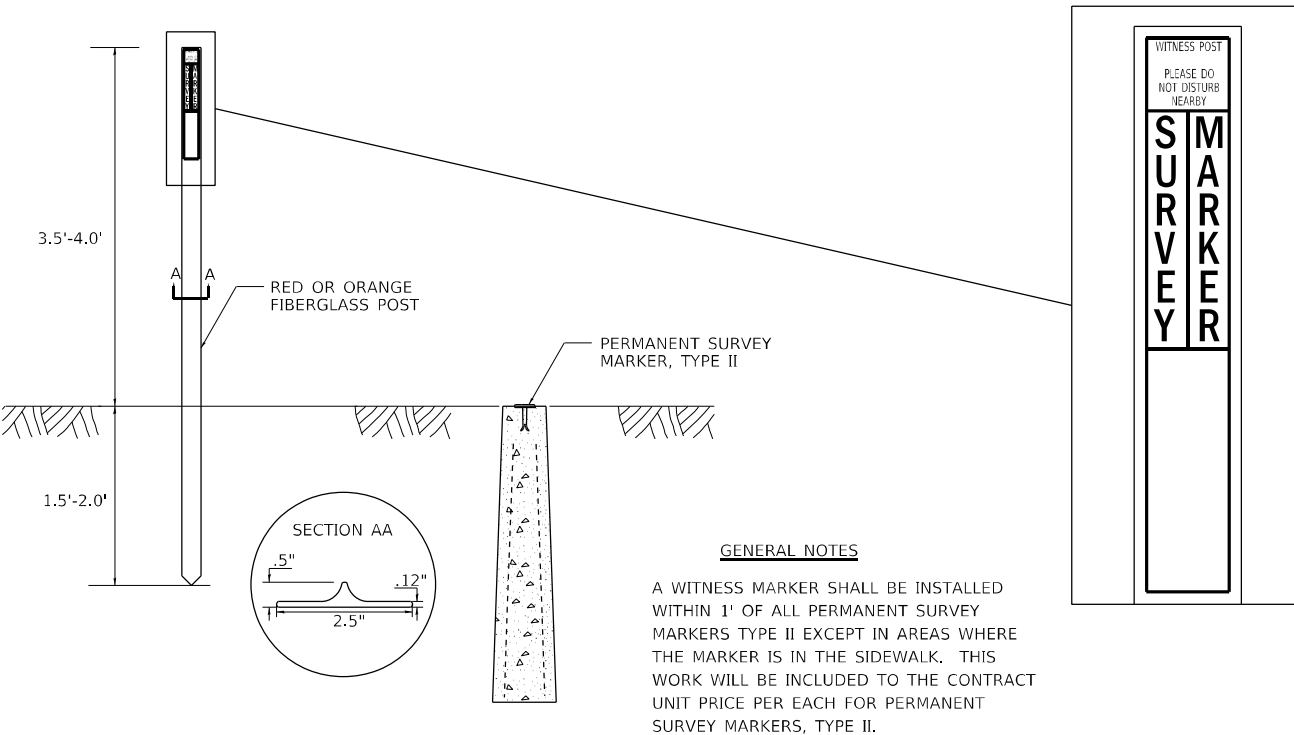 3.5'-4.0'
A A
RED OR ORANGE
FIBERGLASS POST
PERMANENT SURVEY
MARKER, TYPE II
1.5'-2.0'
SECTION AA
.5"
.12"
2.5"
WITNESS POST
PLEASE DO
NOT DISTURB
NEARBY
SURVEY
MARKER
GENERAL NOTES
A WITNESS MARKER SHALL BE INSTALLED
WITHIN 1' OF ALL PERMANENT SURVEY
MARKERS TYPE II EXCEPT IN AREAS WHERE
THE MARKER IS IN THE SIDEWALK. THIS
WORK WILL BE INCLUDED TO THE CONTRACT
UNIT PRICE PER EACH FOR PERMANENT
SURVEY MARKERS, TYPE II.